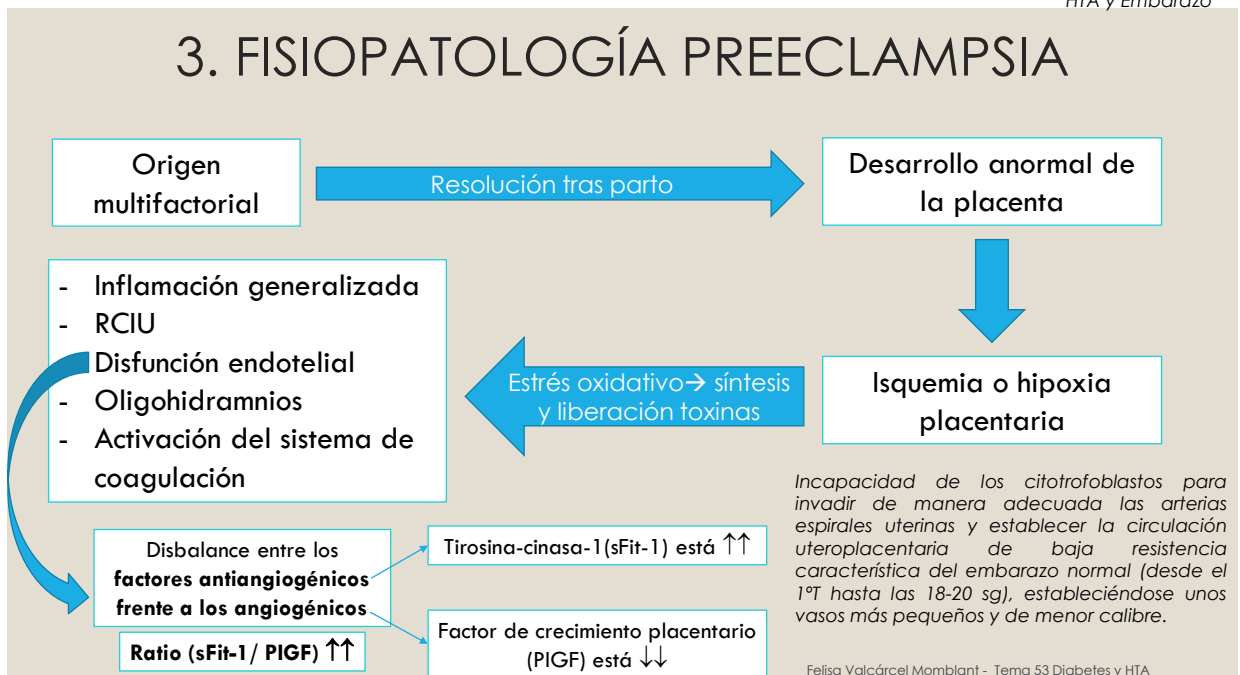 HTA y Embarazo
3. FISIOPATOLOGÍA PREECLAMPSIA
Origen
multifactorial
Resolución tras parto
Desarrollo anormal de
la placenta
- Inflamación generalizada
- RCIU
- Disfunción endotelial
- Oligohidramnios
- Activación del sistema de
coagulación
Estrés oxidativo→ síntesis
y liberación toxinas
Isquemia o hipoxia
placentaria
Incapacidad de los citotrofoblastos para
invadir de manera adecuada las arterias
espirales uterinas y establecer la circulación
uteroplacentaria de baja resistencia
característica del embarazo normal (desde el
1ºT hasta las 18-20 sg), estableciéndose unos
vasos más pequeños y de menor calibre.
Disbalance entre los
factores antiangiogénicos
frente a los angiogénicos
Ratio (sFit-1/ PIGF) ↑↑
Tirosina-cinasa-1(sFit-1) está ↑↑
Factor de crecimiento placentario
(PIGF) está ↓↓
Felisa Valcárcel Momblant - Tema 53 Diabetes y HTA